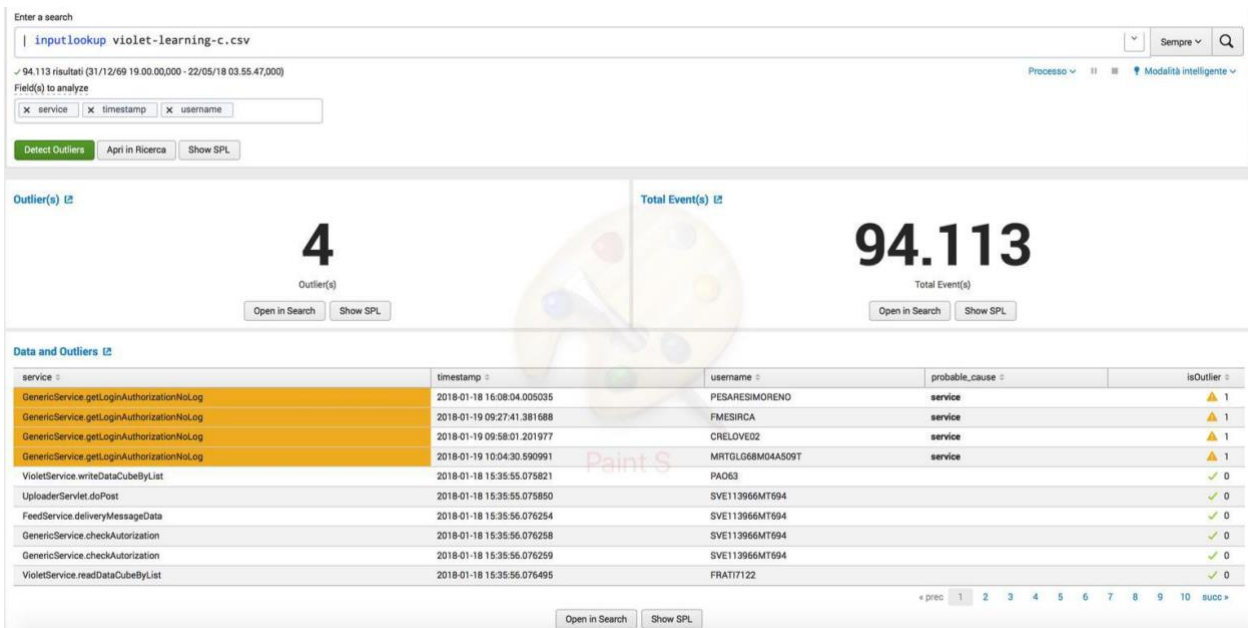 Enter a search
| inputlookup violet-learning-c.csv Sempre
94.113 risultati (31/12/69 19.00.00,000 - 22/05/18 03.55.47,000) Processo Modalità intelligente
Field(s) to analyze
× service × timestamp × username
Detect Outliers Apri in Ricerca Show SPL
Outlier(s) Total Event(s)
4 94.113
Outlier(s) Total Event(s)
Open in Search Show SPL Open in Search Show SPL
Data and Outliers
service timestamp username probable_cause isOutlier
GenericService.getLoginAuthorizationNoLog 2018-01-18 16:08:04.005035 PESARESIMORENO service 1
GenericService.getLoginAuthorizationNoLog 2018-01-19 09:27:41.381688 FMESIRCA service 1
GenericService.getLoginAuthorizationNoLog 2018-01-19 09:58:01.201977 CRELOVE02 service 1
GenericService.getLoginAuthorizationNoLog 2018-01-19 10:04:30.590991 MRTGLG68M04A509T service 1
VioletService.writeDataCubeByList 2018-01-18 15:35:55.075821 PAO63 0
UploaderServlet.doPost 2018-01-18 15:35:55.075850 SVE113966MT694 0
FeedService.deliveryMessageData 2018-01-18 15:35:56.076254 SVE113966MT694 0
GenericService.checkAutorization 2018-01-18 15:35:56.076258 SVE113966MT694 0
GenericService.checkAutorization 2018-01-18 15:35:56.076259 SVE113966MT694 0
VioletService.readDataCubeByList 2018-01-18 15:35:56.076495 FRATI7122 0
Paint S
« prec 1 2 3 4 5 6 7 8 9 10 succ »
Open in Search Show SPL